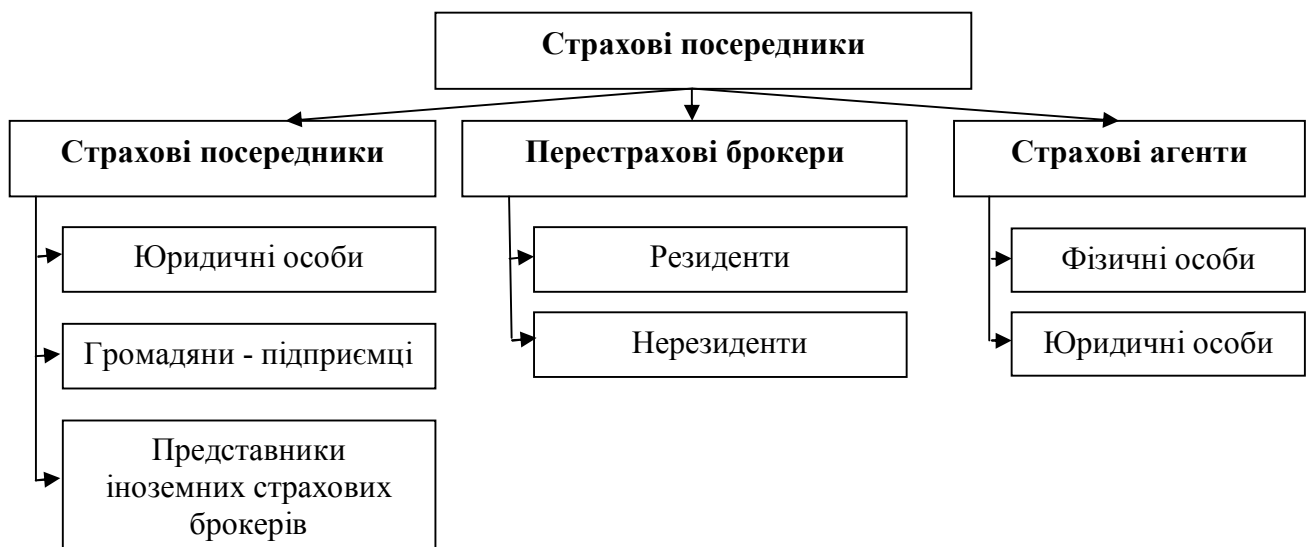 Страхові посередники
Страхові посередники
Перестрахові брокери
Страхові агенти
Юридичні особи
Громадяни - підприємці
Представники
іноземних страхових
брокерів
Резиденти
Нерезиденти
Фізичні особи
Юридичні особи